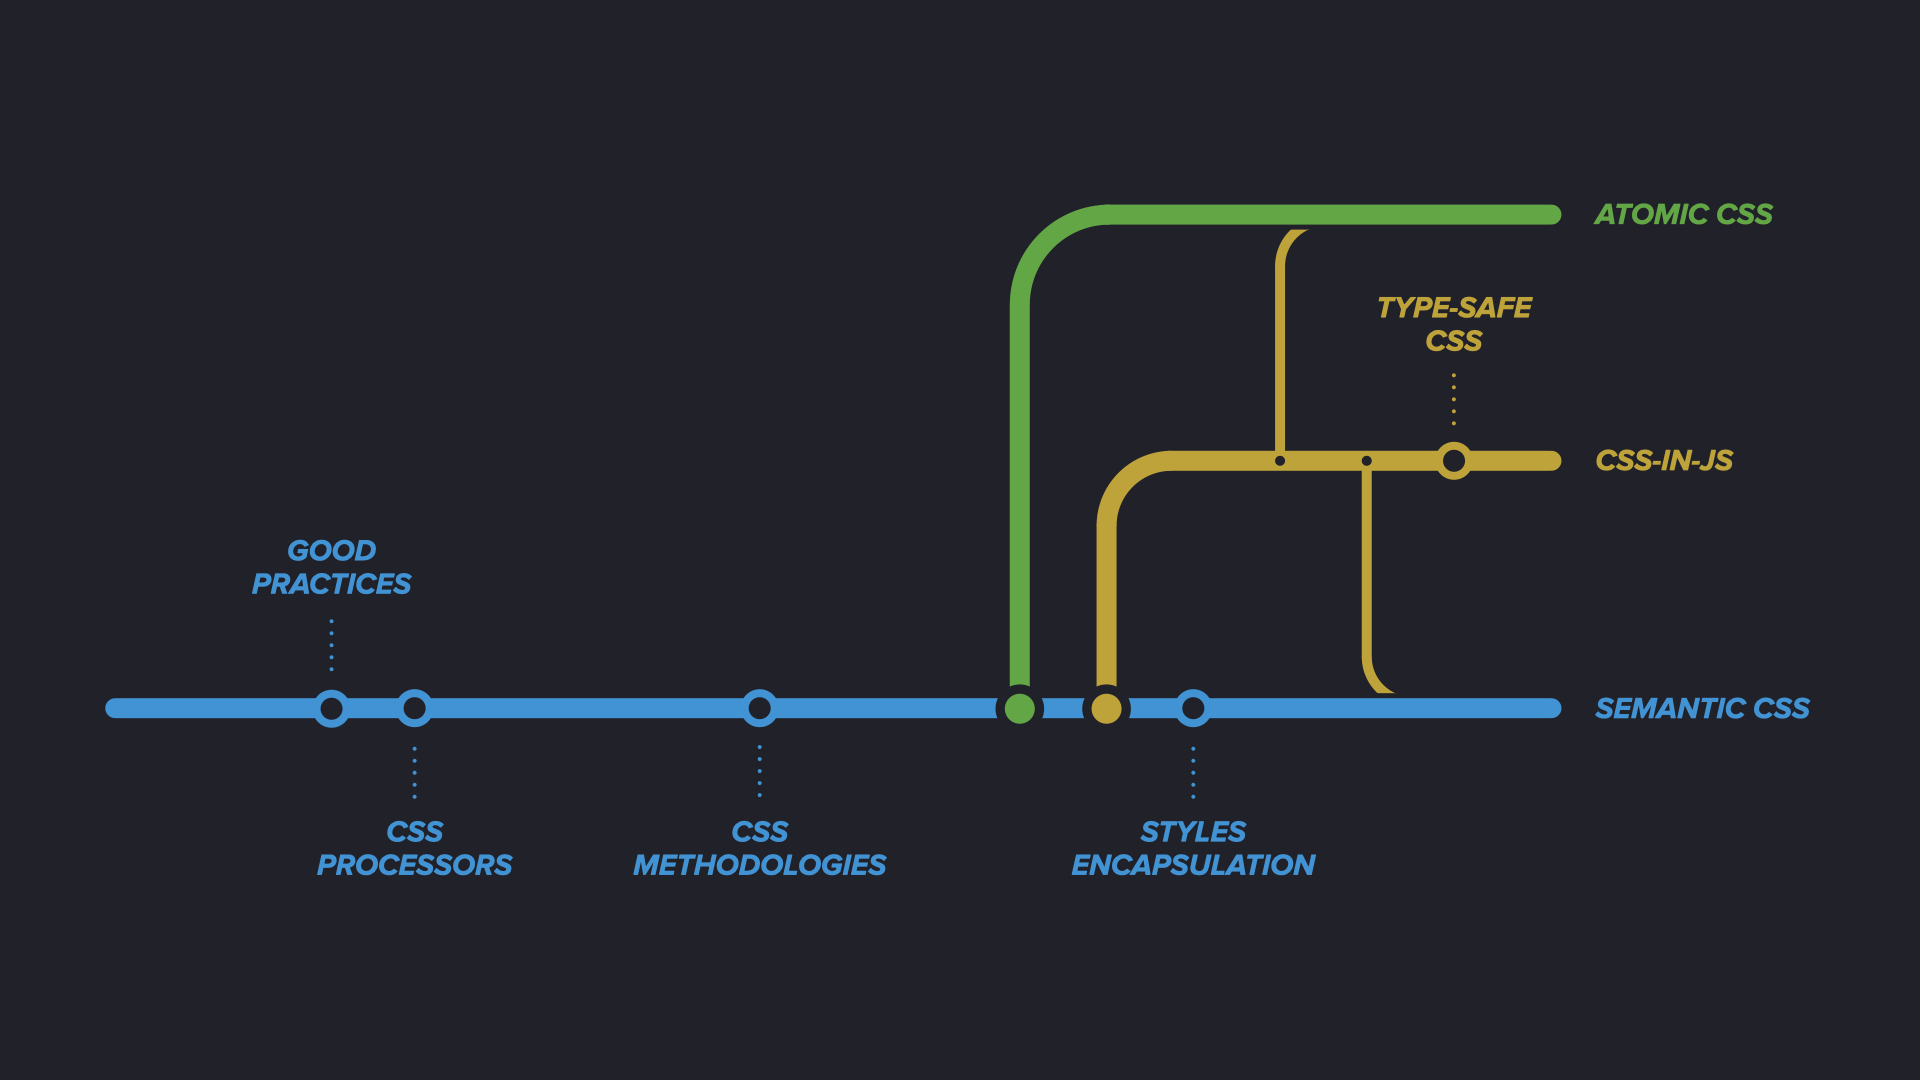 ATOMIC CSS
TYPE-SAFE
CSS
CSS-IN-JS
GOOD
PRACTICES
SEMANTIC CSS
CSS
PROCESSORS
CSS
METHODOLOGIES
STYLES
ENCAPSULATION